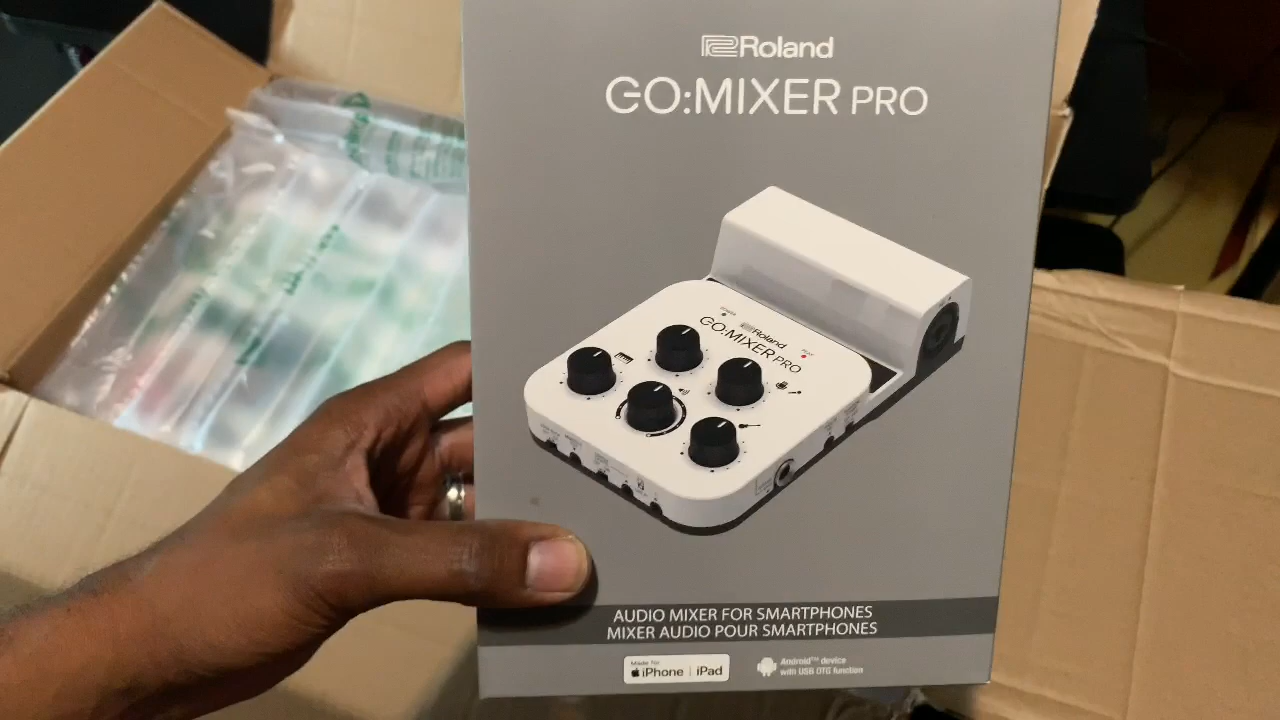 Roland
GO:MIXER PRO
Roland
GO:MIXER PRO
AUDIO MIXER FOR SMARTPHONES
MIXER AUDIO POUR SMARTPHONES
Made for
iPhone | iPad
Android™ device
with USB OTG function